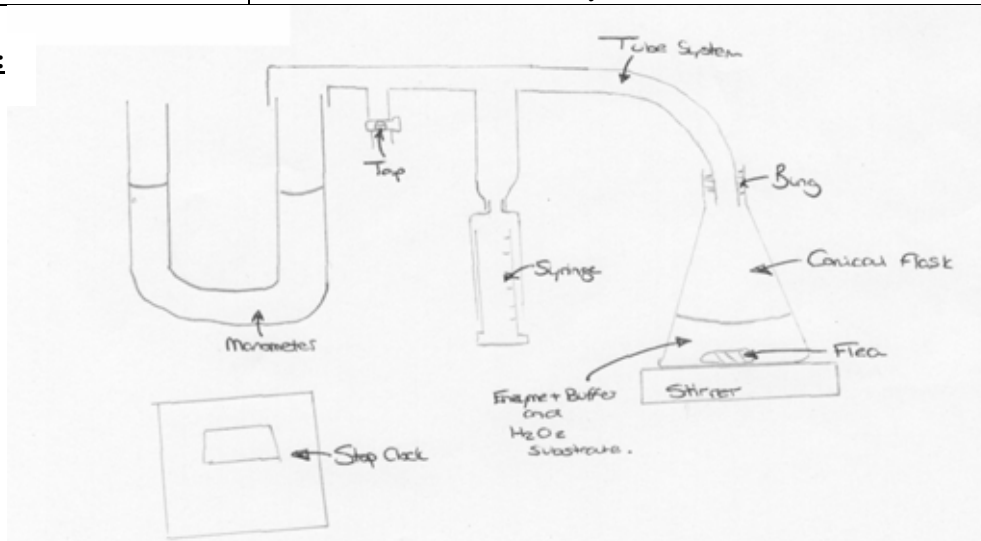 :
Tube System
Tap
Bung
Syringe
Conical Flask
Manometer
Flea
Stirrer
Enzyme + Buffer
and
H2O2
Substrate.
Stop Clock